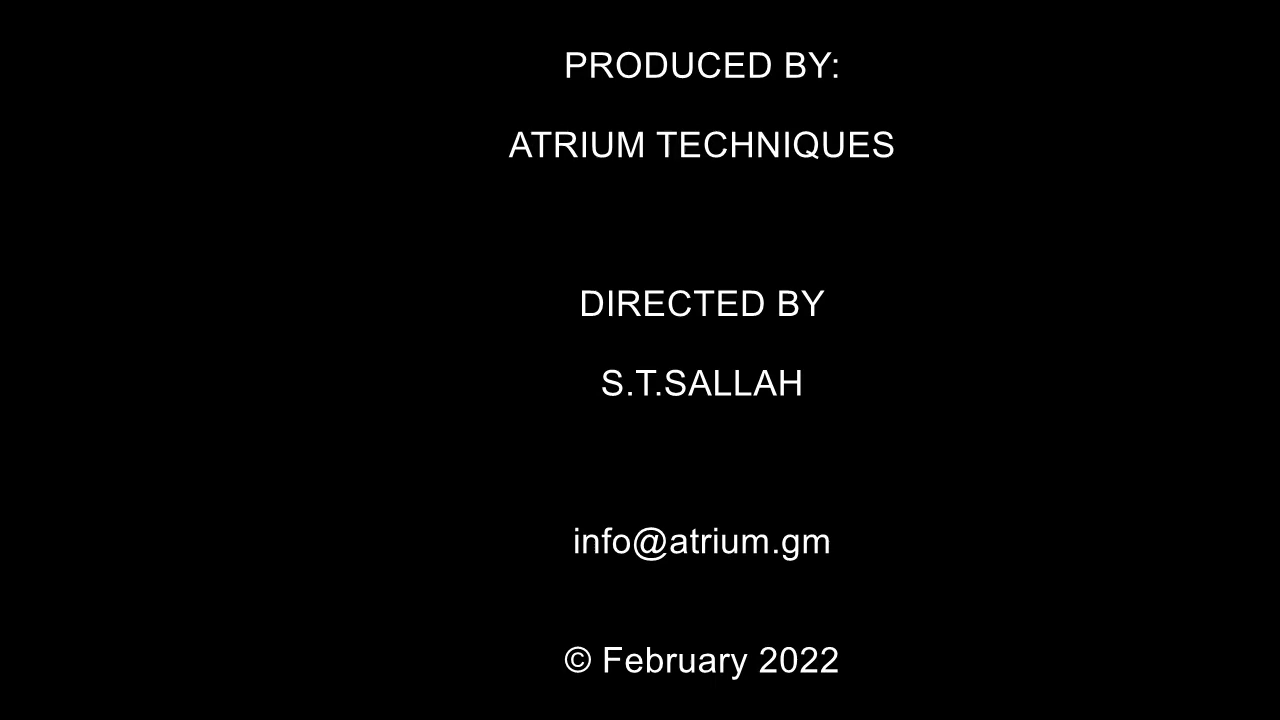 PRODUCED BY:
ATRIUM TECHNIQUES
DIRECTED BY
S.T.SALLAH
info@atrium.gm
© February 2022